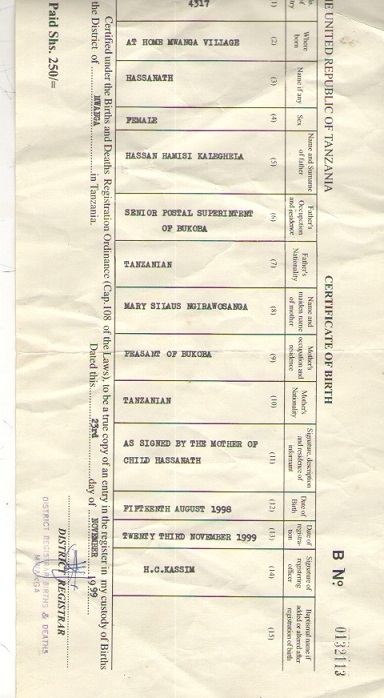 THE UNITED REPUBLIC OF TANZANIA
CERTIFICATE OF BIRTH
B Nº 0132113
Where born
Name if any
Sex
Name and Surname of father
Father's Occupation and residence
Father's Nationality
Name and maiden name of mother
Mother's occupation and residence
Mother's Nationality
Signature, description and residence of informant
Date of Birth
Date of registra-tion
Signature of registering officer
Baptismal name if added or altered after registration of birth
(1)
(2)
(3)
(4)
(5)
(6)
(7)
(8)
(9)
(10)
(11)
(12)
(13)
(14)
(15)
4317
AT HOME MWANGA VILLAGE
HASSANATH
FEMALE
HASSAN HAMISI KALEGHELA
SENIOR POSTAL SUPERINTENT
OF BUKOBA
TANZANIAN
MARY SILAUS NGIRAWOSANGA
PEASANT OF BUKOBA
TANZANIAN
AS SIGNED BY THE MOTHER OF
CHILD HASSANATH
FIFTEENTH AUGUST 1998
TWENTY THIRD NOVEMBER 1999
H.C.KASSIM
Certified under the Births and Deaths Registration Ordinance (Cap 108 of the Laws), to be a true copy of an entry in the register in my custody of Births
the District of MWANGA in Tanzania. Dated this 23rd day of NOVEMBER 1999
DISTRICT REGISTRAR
DISTRICT REGISTRAR BIRTHS & DEATHS
MWANGA
Paid Shs. 250/=